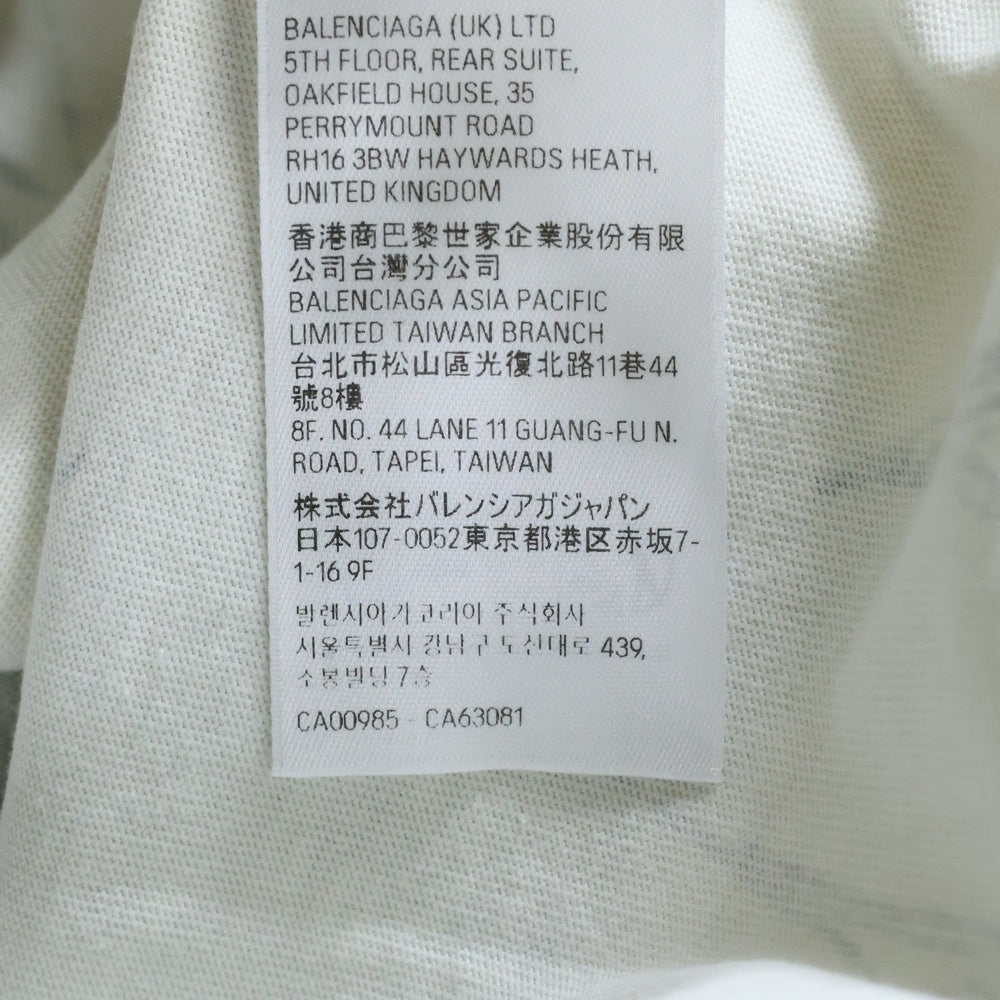 BALENCIAGA (UK) LTD
5TH FLOOR, REAR SUITE,
OAKFIELD HOUSE, 35
PERRYMOUNT ROAD
RH16 3BW HAYWARDS HEATH,
UNITED KINGDOM
香港商巴黎世家企業股份有限
公司台灣分公司
BALENCIAGA ASIA PACIFIC
LIMITED TAIWAN BRANCH
台北市松山區光復北路11巷44
號8樓
8F. NO. 44 LANE 11 GUANG-FU N.
ROAD, TAPEI, TAIWAN
株式会社バレンシアガジャパン
日本107-0052東京都港区赤坂7-
1-16 9F
발렌시아가코리아 주식회사
서울특별시 강남구 도산대로 439,
소봉빌딩 7층
CA00985 - CA63081